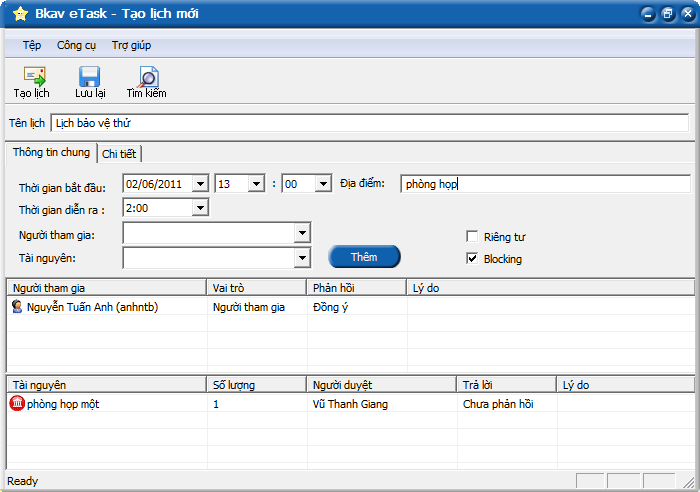 Bkav eTask - Tạo lịch mới
Tệp Công cụ Trợ giúp
Tạo lịch Lưu lại Tìm kiếm
Tên lịch Lịch bảo vệ thử
Thông tin chung Chi tiết
Thời gian bắt đầu: 02/06/2011 13 : 00 Địa điểm: phòng họp
Thời gian diễn ra : 2:00
Người tham gia: Riêng tư
Tài nguyên: Thêm Blocking
Người tham gia Vai trò Phản hồi Lý do
Nguyễn Tuấn Anh (anhntb) Người tham gia Đồng ý
Tài nguyên Số lượng Người duyệt Trả lời Lý do
phòng họp một 1 Vũ Thanh Giang Chưa phản hồi
Ready